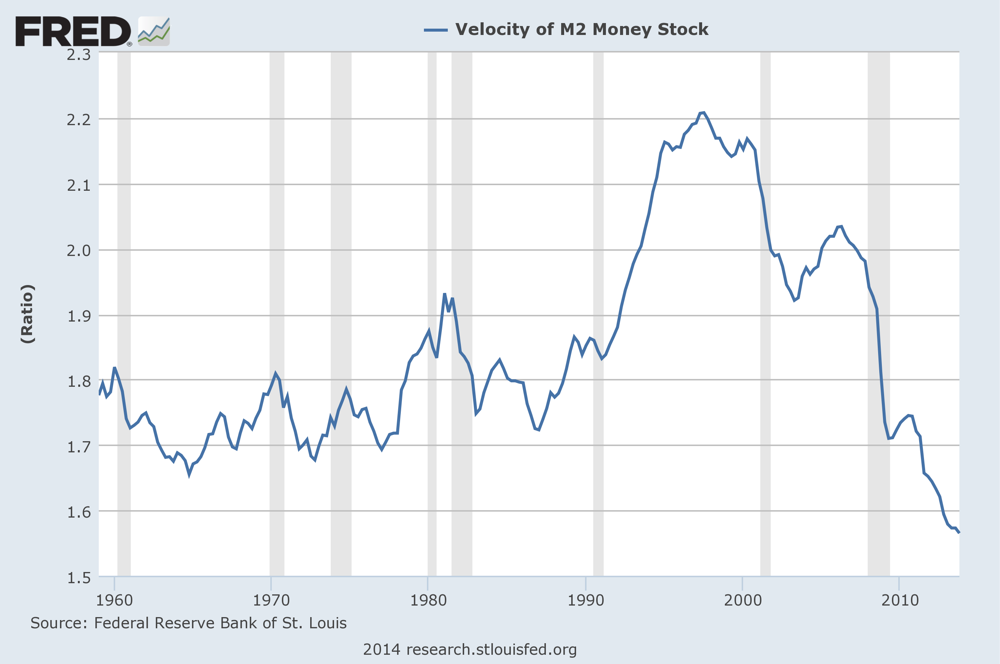 FRED
Velocity of M2 Money Stock
2.3
2.2
2.1
2.0
1.9
1.8
1.7
1.6
1.5
(Ratio)
1960 1970 1980 1990 2000 2010
Source: Federal Reserve Bank of St. Louis
2014 research.stlouisfed.org